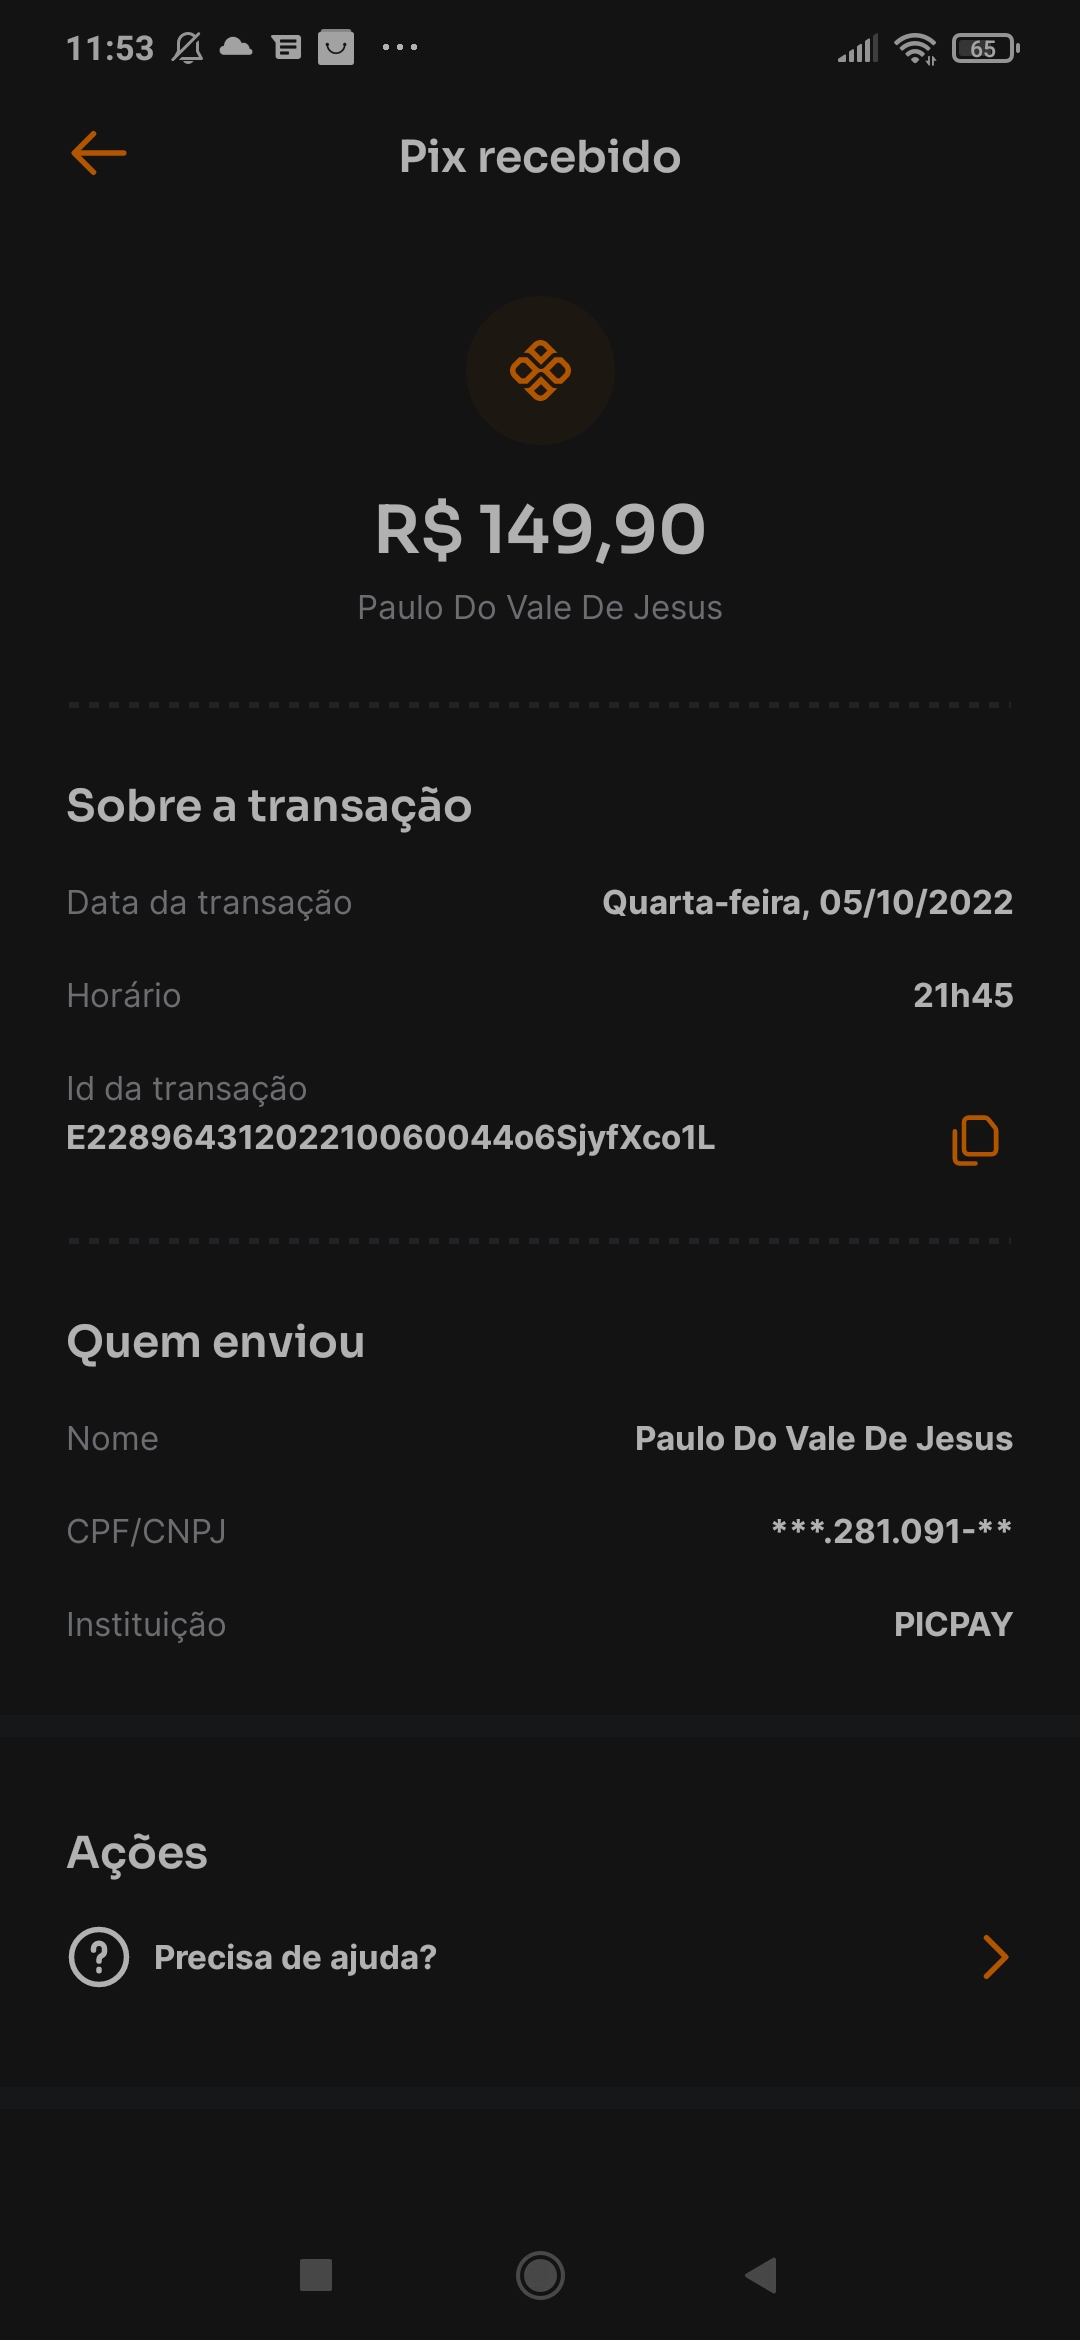 11:53
65
Pix recebido
R$ 149,90
Paulo Do Vale De Jesus
Sobre a transação
Data da transação Quarta-feira, 05/10/2022
Horário 21h45
Id da transação
E22896431202210060044o6SjyfXco1L
Quem enviou
Nome Paulo Do Vale De Jesus
CPF/CNPJ ***.281.091-**
Instituição PICPAY
Ações
Precisa de ajuda?